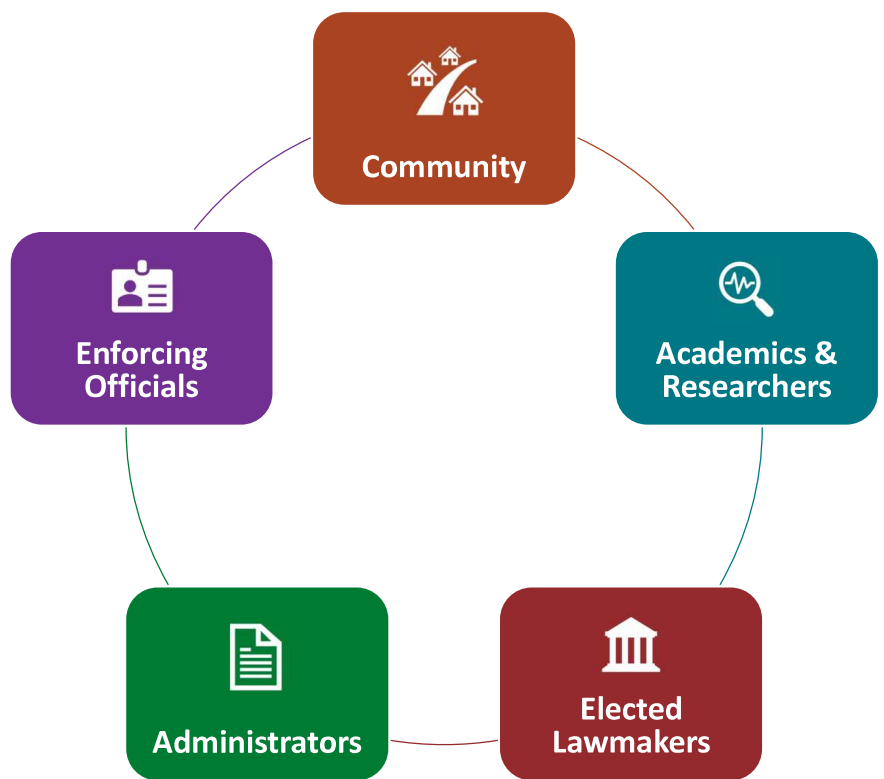 Community
Academics &
Researchers
Elected
Lawmakers
Administrators
Enforcing
Officials